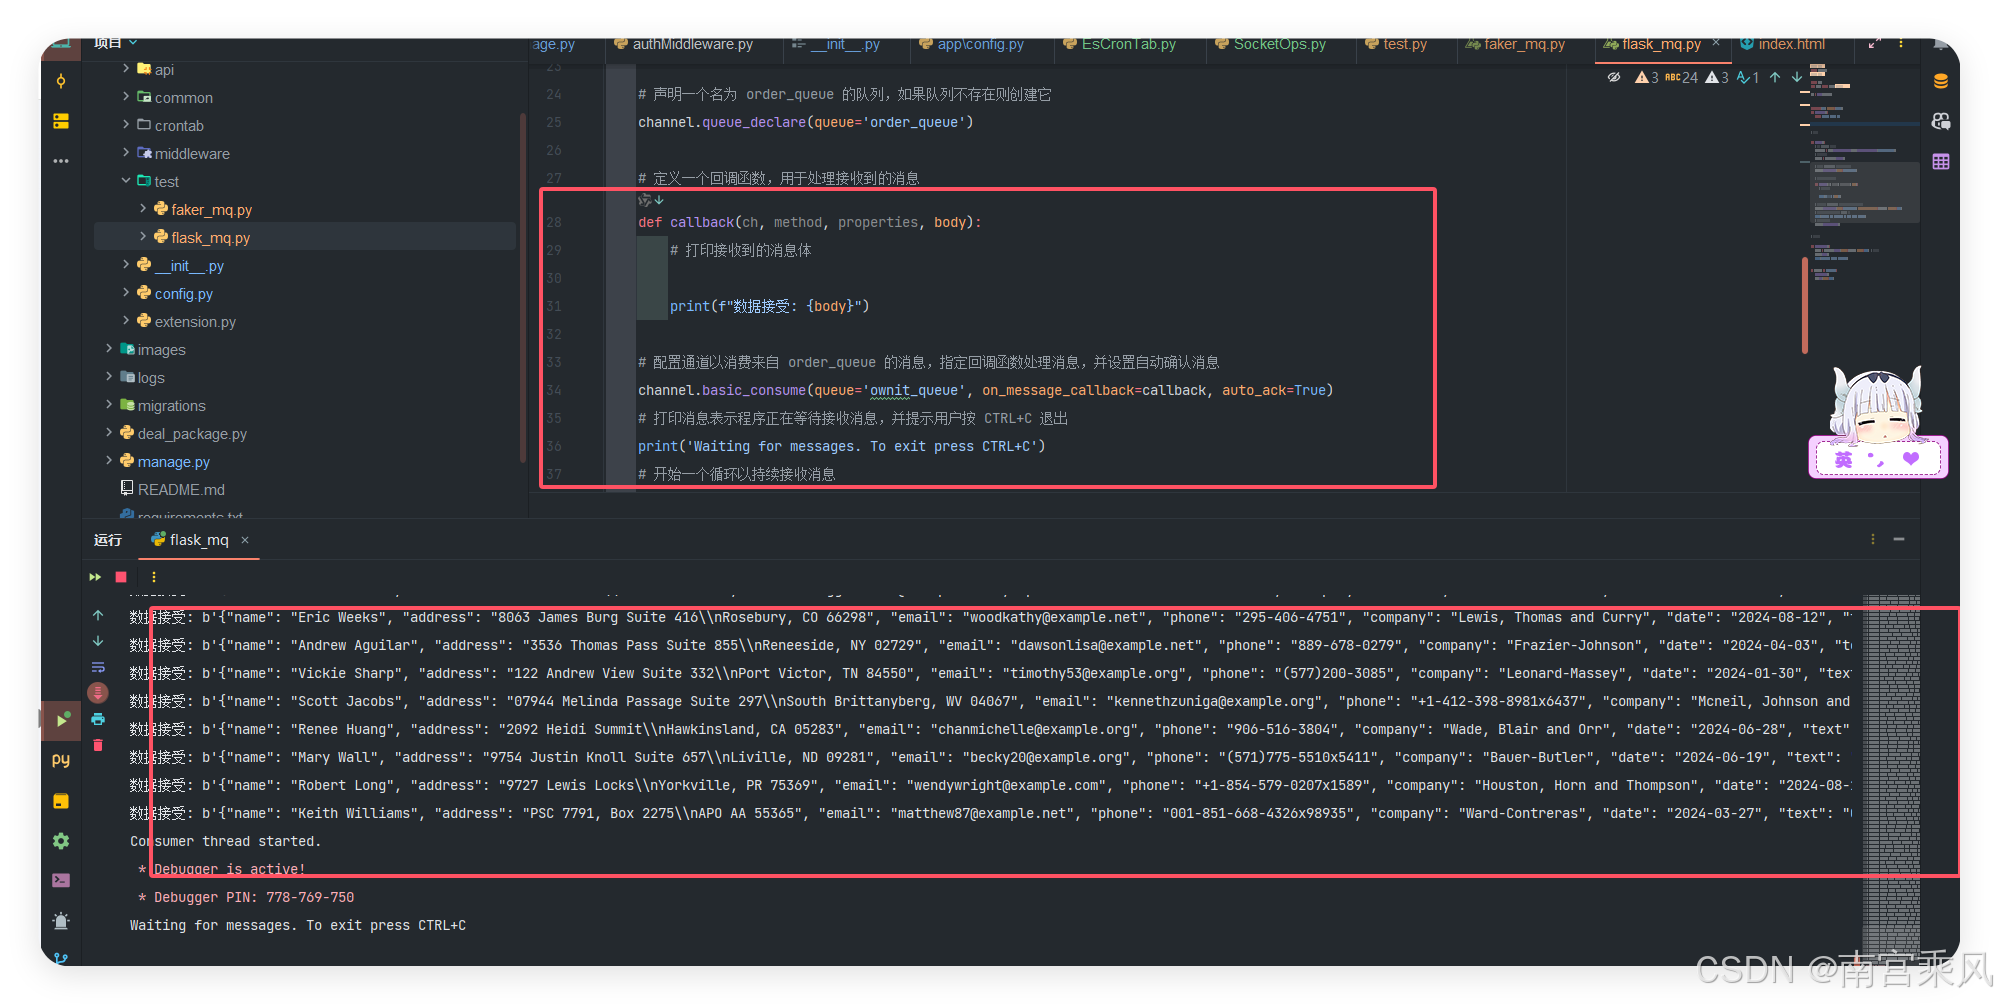 项目
age.py authMiddleware.py __init__.py app\config.py EsCronTab.py SocketOps.py test.py faker_mq.py flask_mq.py × index.html
3 ABC 24 3 1
api
common
crontab
middleware
test
faker_mq.py
flask_mq.py
__init__.py
config.py
extension.py
images
logs
migrations
deal_package.py
manage.py
README.md
requirements.txt
23
24 # 声明一个名为 order_queue 的队列，如果队列不存在则创建它
25 channel.queue_declare(queue='order_queue')
26
27 # 定义一个回调函数，用于处理接收到的消息
28 def callback(ch, method, properties, body):
29 # 打印接收到的消息体
30
31 print(f"数据接受: {body}")
32
33 # 配置通道以消费来自 order_queue 的消息，指定回调函数处理消息，并设置自动确认消息
34 channel.basic_consume(queue='ownit_queue', on_message_callback=callback, auto_ack=True)
35 # 打印消息表示程序正在等待接收消息，并提示用户按 CTRL+C 退出
36 print('Waiting for messages. To exit press CTRL+C')
37 # 开始一个循环以持续接收消息
英 ❤
运行 flask_mq ×
数据接受: b'{"name": "Eric Weeks", "address": "8063 James Burg Suite 416\\nRosebury, CO 66298", "email": "woodkathy@example.net", "phone": "295-406-4751", "company": "Lewis, Thomas and Curry", "date": "2024-08-12", "
数据接受: b'{"name": "Andrew Aguilar", "address": "3536 Thomas Pass Suite 855\\nReneeside, NY 02729", "email": "dawsonlisa@example.net", "phone": "889-678-0279", "company": "Frazier-Johnson", "date": "2024-04-03", "te
数据接受: b'{"name": "Vickie Sharp", "address": "122 Andrew View Suite 332\\nPort Victor, TN 84550", "email": "timothy53@example.org", "phone": "(577)200-3085", "company": "Leonard-Massey", "date": "2024-01-30", "text
数据接受: b'{"name": "Scott Jacobs", "address": "07944 Melinda Passage Suite 297\\nSouth Brittanyberg, WV 04067", "email": "kennethzuniga@example.org", "phone": "+1-412-398-8981x6437", "company": "Mcneil, Johnson and
数据接受: b'{"name": "Renee Huang", "address": "2092 Heidi Summit\\nHawkinsland, CA 05283", "email": "chanmichelle@example.org", "phone": "906-516-3804", "company": "Wade, Blair and Orr", "date": "2024-06-28", "text"
数据接受: b'{"name": "Mary Wall", "address": "9754 Justin Knoll Suite 657\\nLiville, ND 09281", "email": "becky20@example.org", "phone": "(571)775-5510x5411", "company": "Bauer-Butler", "date": "2024-06-19", "text":
数据接受: b'{"name": "Robert Long", "address": "9727 Lewis Locks\\nYorkville, PR 75369", "email": "wendywright@example.com", "phone": "+1-854-579-0207x1589", "company": "Houston, Horn and Thompson", "date": "2024-08-
数据接受: b'{"name": "Keith Williams", "address": "PSC 7791, Box 2275\\nAPO AA 55365", "email": "matthew87@example.net", "phone": "001-851-668-4326x98935", "company": "Ward-Contreras", "date": "2024-03-27", "text": "
Consumer thread started.
* Debugger is active!
* Debugger PIN: 778-769-750
Waiting for messages. To exit press CTRL+C
py
CSDN @南宫乘风